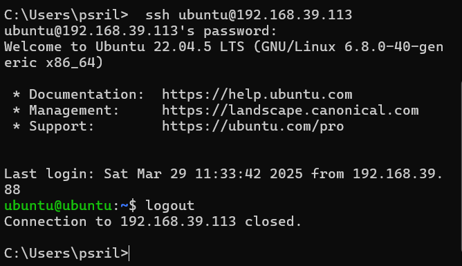 C:\Users\psril>  ssh ubuntu@192.168.39.113
ubuntu@192.168.39.113's password:
Welcome to Ubuntu 22.04.5 LTS (GNU/Linux 6.8.0-40-gen
eric x86_64)

 * Documentation:  https://help.ubuntu.com
 * Management:     https://landscape.canonical.com
 * Support:        https://ubuntu.com/pro

Last login: Sat Mar 29 11:33:42 2025 from 192.168.39.
88
ubuntu@ubuntu:~$ logout
Connection to 192.168.39.113 closed.

C:\Users\psril>